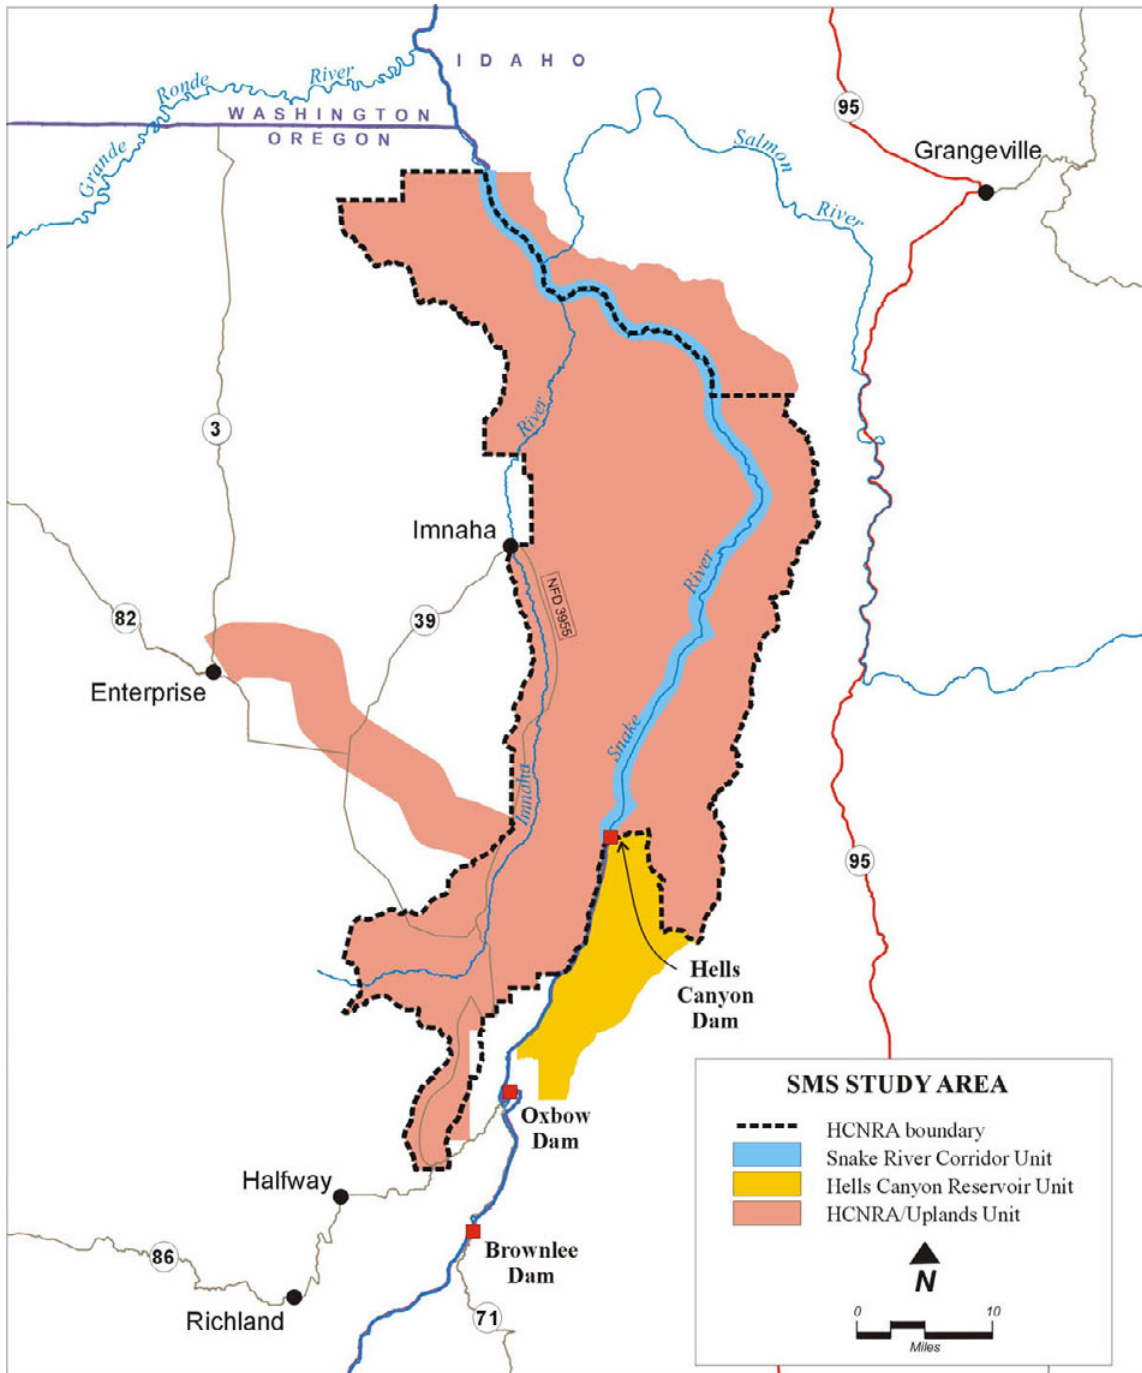 IDAHO
Grande Ronde River
WASHINGTON
OREGON
95
Grangeville
Salmon River
3
River
Imnaha
NFD 3955
River
82
39
Enterprise
Snake
Imnaha
95
Hells
Canyon
Dam
Oxbow
Dam
Halfway
Brownlee
Dam
86
Richland
71
SMS STUDY AREA
HCNRA boundary
Snake River Corridor Unit
Hells Canyon Reservoir Unit
HCNRA/Uplands Unit
N
0 10
Miles